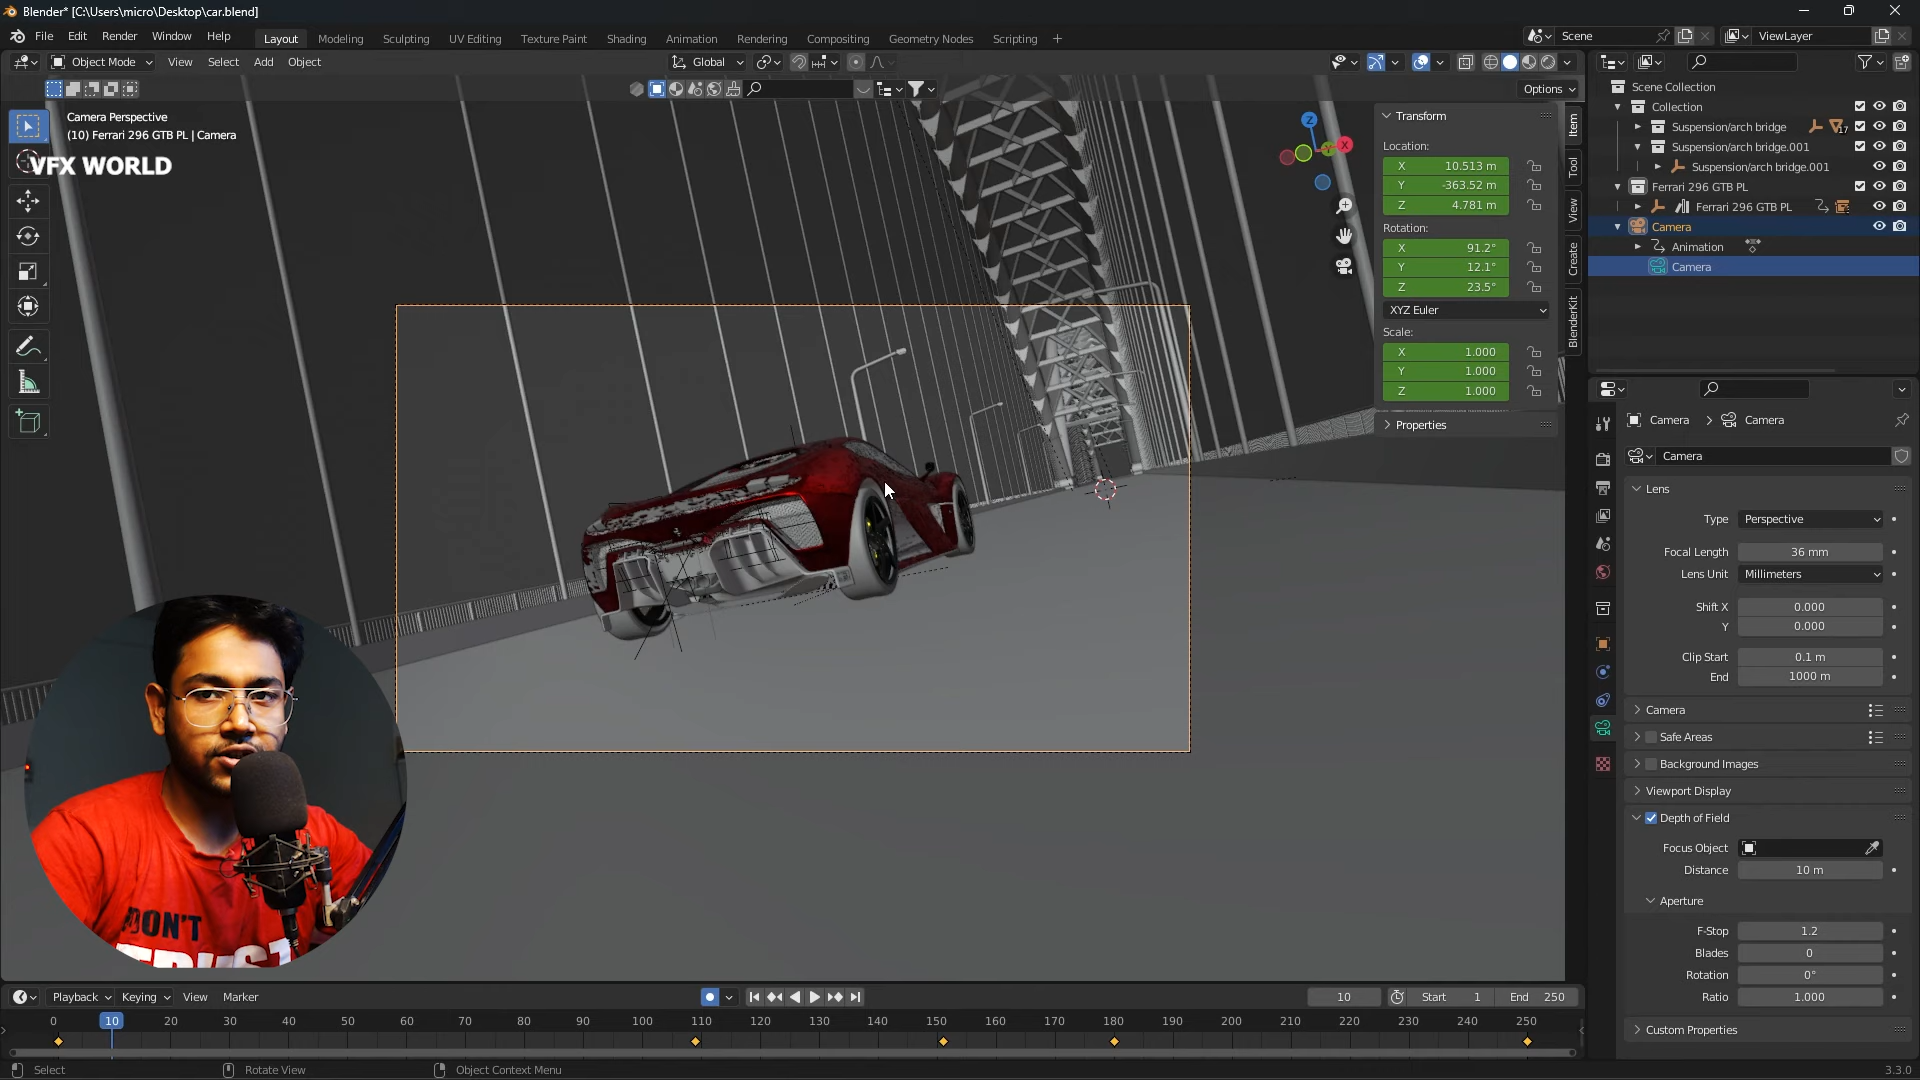 Blender* [C:\Users\micro\Desktop\car.blend]
File Edit Render Window Help
Layout Modeling Sculpting UV Editing Texture Paint Shading Animation Rendering Compositing Geometry Nodes Scripting +
Scene
ViewLayer
Object Mode View Select Add Object
Global
Options
Camera Perspective
(10) Ferrari 296 GTB PL | Camera
VFX WORLD
Z
X
Y
Transform
Location:
X 10.513 m
Y -363.52 m
Z 4.781 m
Rotation:
X 91.2°
Y 12.1°
Z 23.5°
XYZ Euler
Scale:
X 1.000
Y 1.000
Z 1.000
Properties
Item
Tool
View
Create
BlenderKit
Scene Collection
Collection
Suspension/arch bridge 17
Suspension/arch bridge.001
Suspension/arch bridge.001
Ferrari 296 GTB PL
Ferrari 296 GTB PL
Camera
Animation
Camera
Camera > Camera
Camera
Lens
Type Perspective
Focal Length 36 mm
Lens Unit Millimeters
Shift X 0.000
Y 0.000
Clip Start 0.1 m
End 1000 m
Camera
Safe Areas
Background Images
Viewport Display
Depth of Field
Focus Object
Distance 10 m
Aperture
F-Stop 1.2
Blades 0
Rotation 0°
Ratio 1.000
Custom Properties
DON'T
Playback Keying View Marker
10
Start 1
End 250
0 10 20 30 40 50 60 70 80 90 100 110 120 130 140 150 160 170 180 190 200 210 220 230 240 250
Select Rotate View Object Context Menu
3.3.0